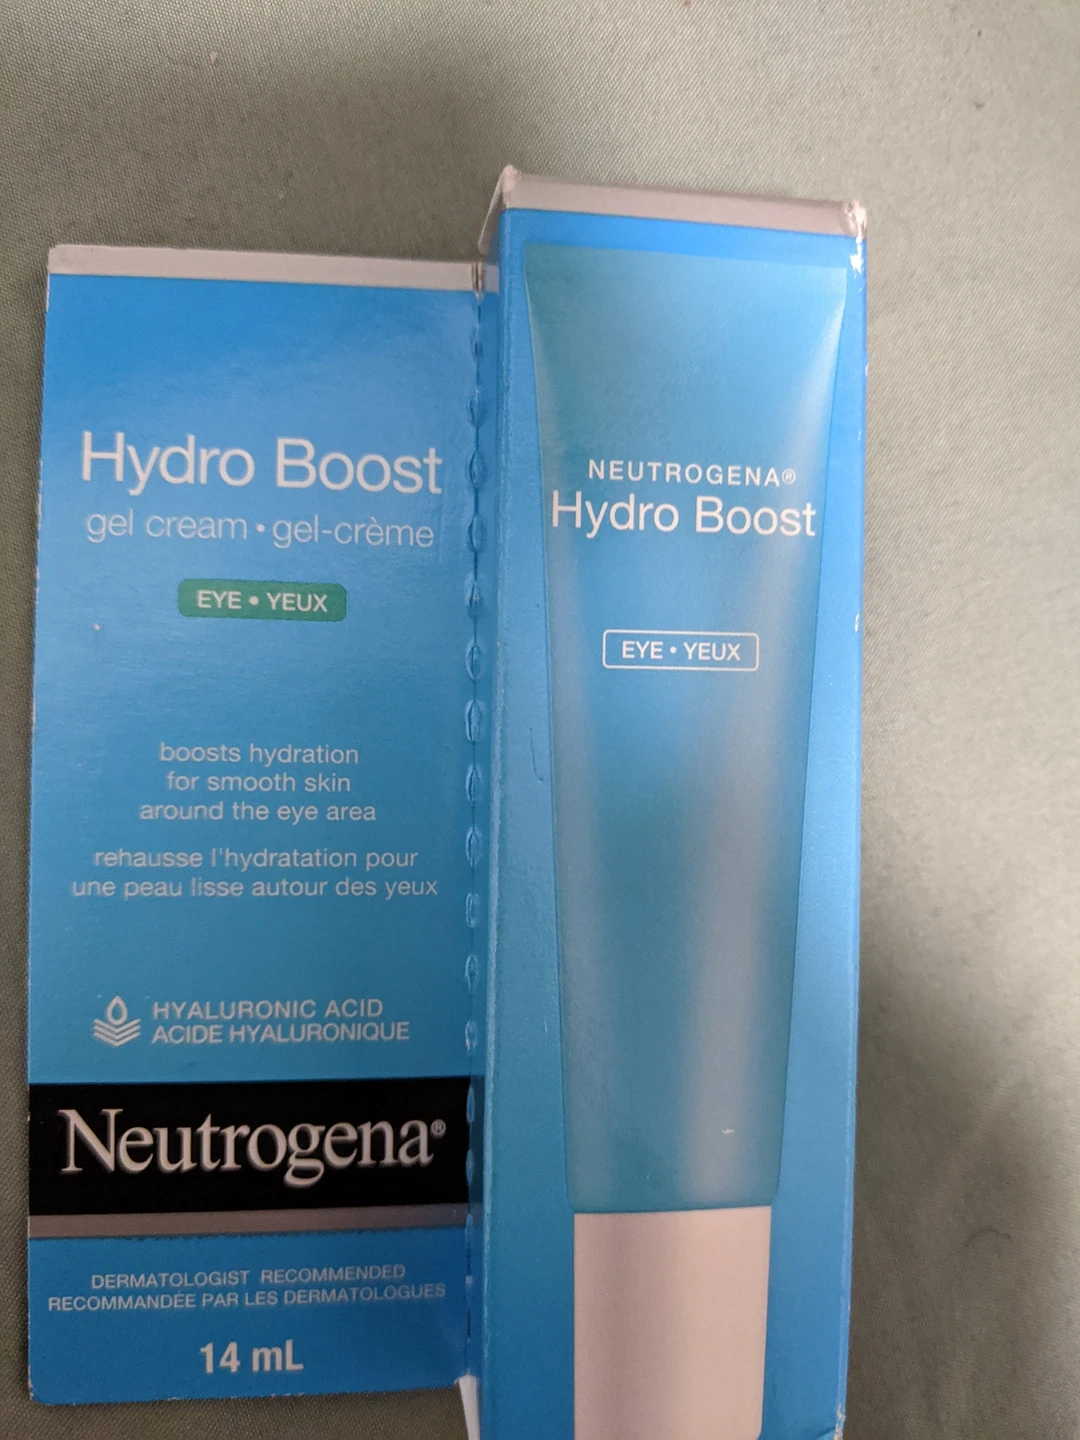 Hydro Boost
gel cream • gel-crème
EYE • YEUX
boosts hydration
for smooth skin
around the eye area
rehausse l'hydratation pour
une peau lisse autour des yeux
HYALURONIC ACID
ACIDE HYALURONIQUE
Neutrogena®
DERMATOLOGIST RECOMMENDED
RECOMMANDÉE PAR LES DERMATOLOGUES
14 mL
NEUTROGENA®
Hydro Boost
EYE • YEUX